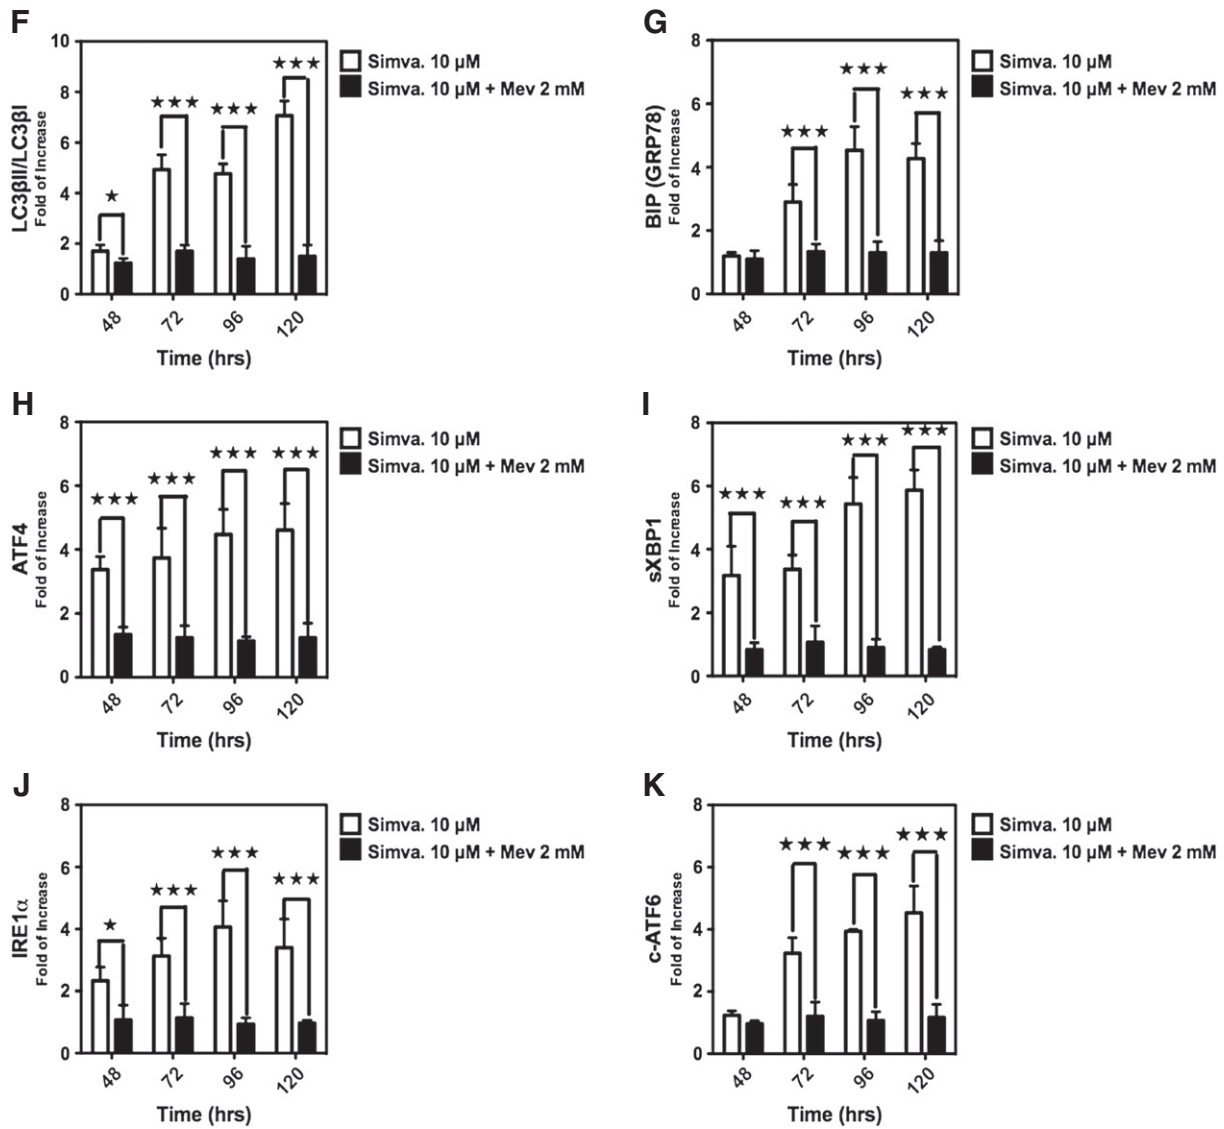 F
LC3βII/LC3βI
Fold of Increase
10
8
6
4
2
0
★
★★★
★★★
★★★
48
72
96
120
Time (hrs)
Simva. 10 µM
Simva. 10 µM + Mev 2 mM
G
BIP (GRP78)
Fold of Increase
8
6
4
2
0
★★★
★★★
★★★
48
72
96
120
Time (hrs)
Simva. 10 µM
Simva. 10 µM + Mev 2 mM
H
ATF4
Fold of Increase
8
6
4
2
0
★★★
★★★
★★★
★★★
48
72
96
120
Time (hrs)
Simva. 10 µM
Simva. 10 µM + Mev 2 mM
I
sXBP1
Fold of Increase
8
6
4
2
0
★★★
★★★
★★★
★★★
48
72
96
120
Time (hrs)
Simva. 10 µM
Simva. 10 µM + Mev 2 mM
J
IRE1α
Fold of Increase
8
6
4
2
0
★
★★★
★★★
★★★
48
72
96
120
Time (hrs)
Simva. 10 µM
Simva. 10 µM + Mev 2 mM
K
c-ATF6
Fold of Increase
8
6
4
2
0
★★★
★★★
★★★
48
72
96
120
Time (hrs)
Simva. 10 µM
Simva. 10 µM + Mev 2 mM